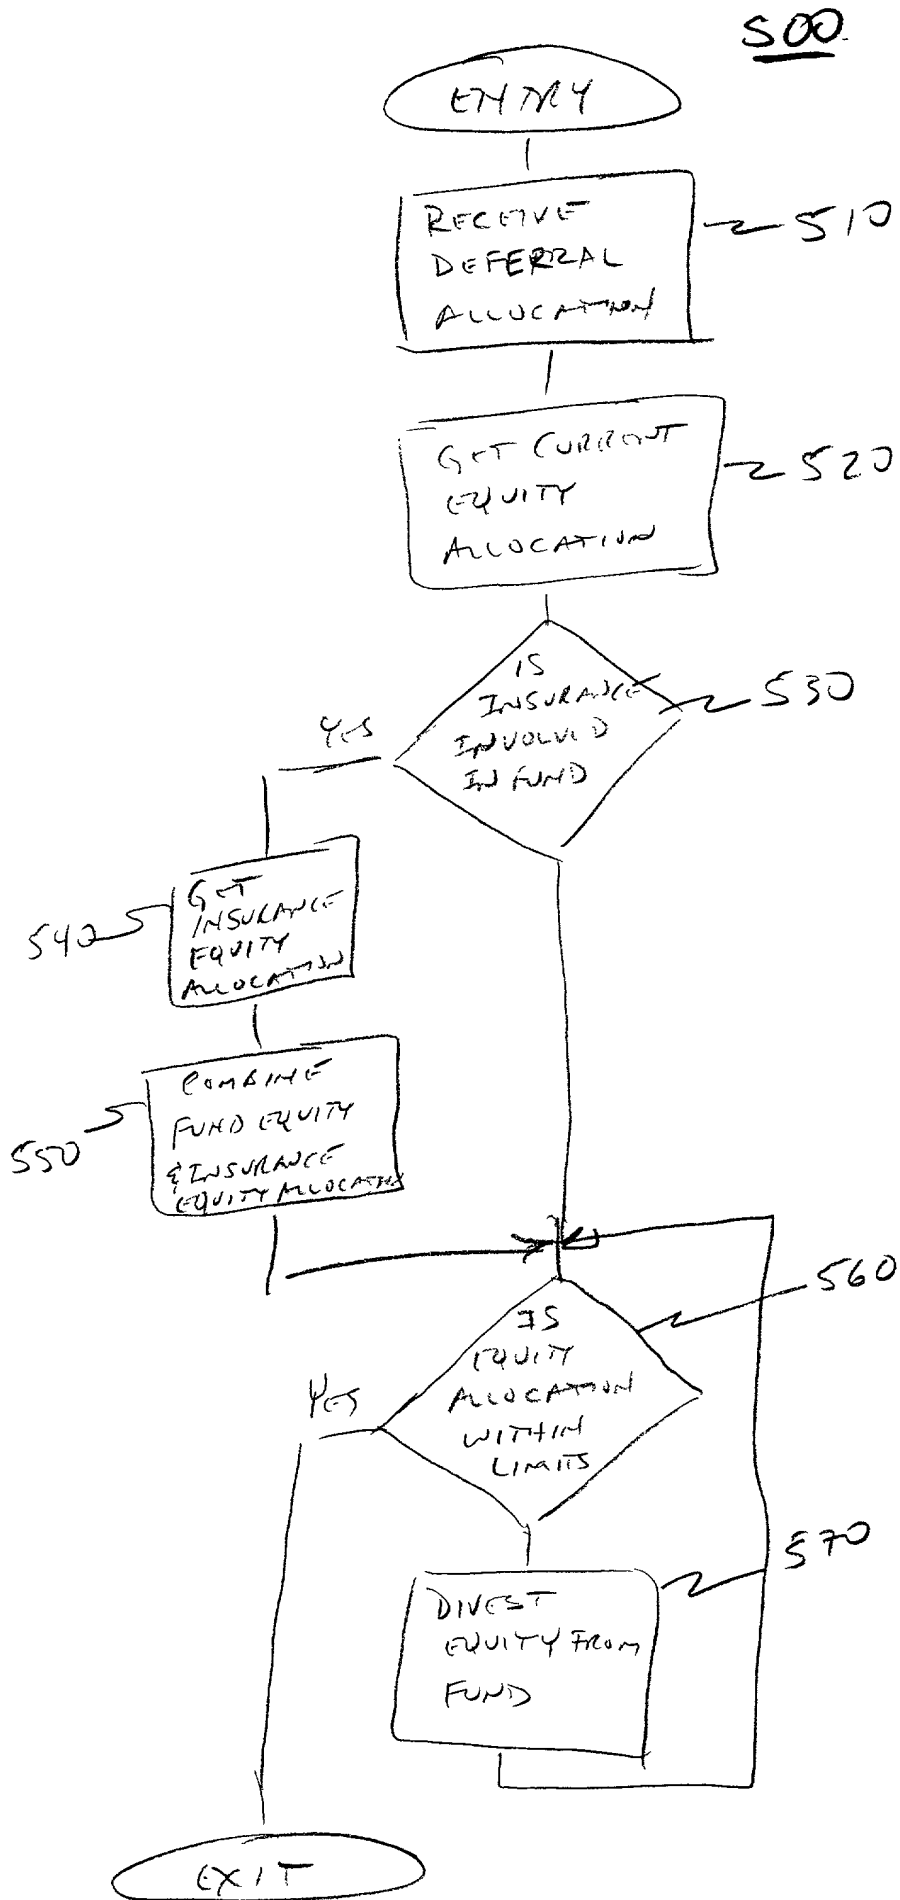 500
ENTRY
RECEIVE
DEFERRAL
ALLOCATION
510
GET CURRENT
EQUITY
ALLOCATION
520
IS
INSURANCE
INVOLVED
IN FUND
530
YES
GET
INSURANCE
EQUITY
ALLOCATION
540
COMBINE
FUND EQUITY
& INSURANCE
EQUITY ALLOCATION
550
IS
EQUITY
ALLOCATION
WITHIN
LIMITS
560
YES
DIVEST
EQUITY FROM
FUND
570
EXIT